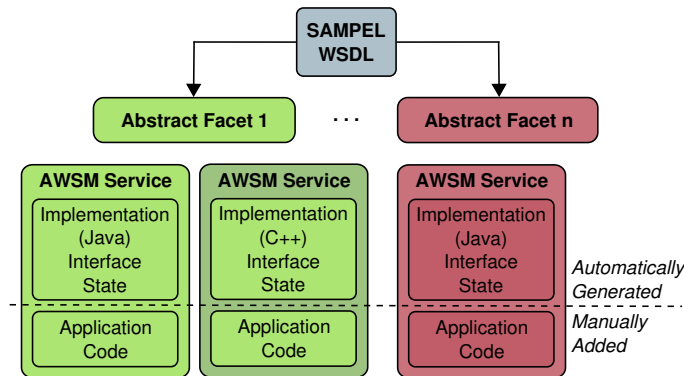 SAMPEL
WSDL
Abstract Facet 1
. . .
Abstract Facet n
AWSM Service
Implementation
(Java)
Interface
State
Application
Code
AWSM Service
Implementation
(C++)
Interface
State
Application
Code
AWSM Service
Implementation
(Java)
Interface
State
Application
Code
Automatically
Generated
Manually
Added